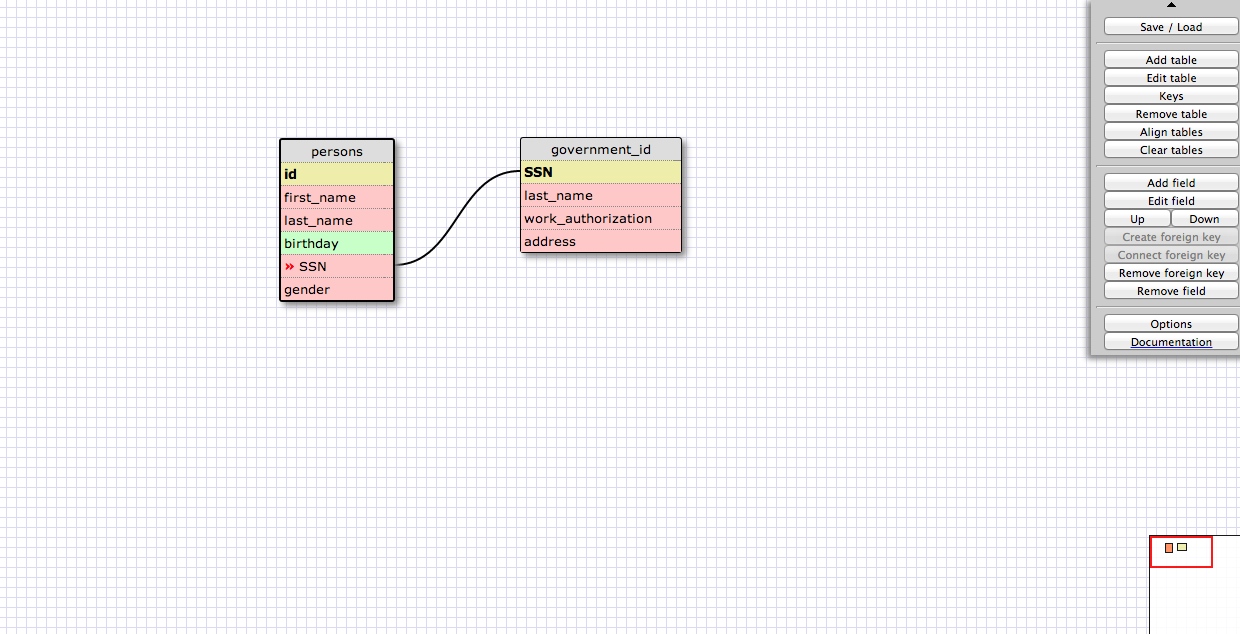 persons
id
first_name
last_name
birthday
» SSN
gender
government_id
SSN
last_name
work_authorization
address
Save / Load
Add table
Edit table
Keys
Remove table
Align tables
Clear tables
Add field
Edit field
Up Down
Create foreign key
Connect foreign key
Remove foreign key
Remove field
Options
Documentation